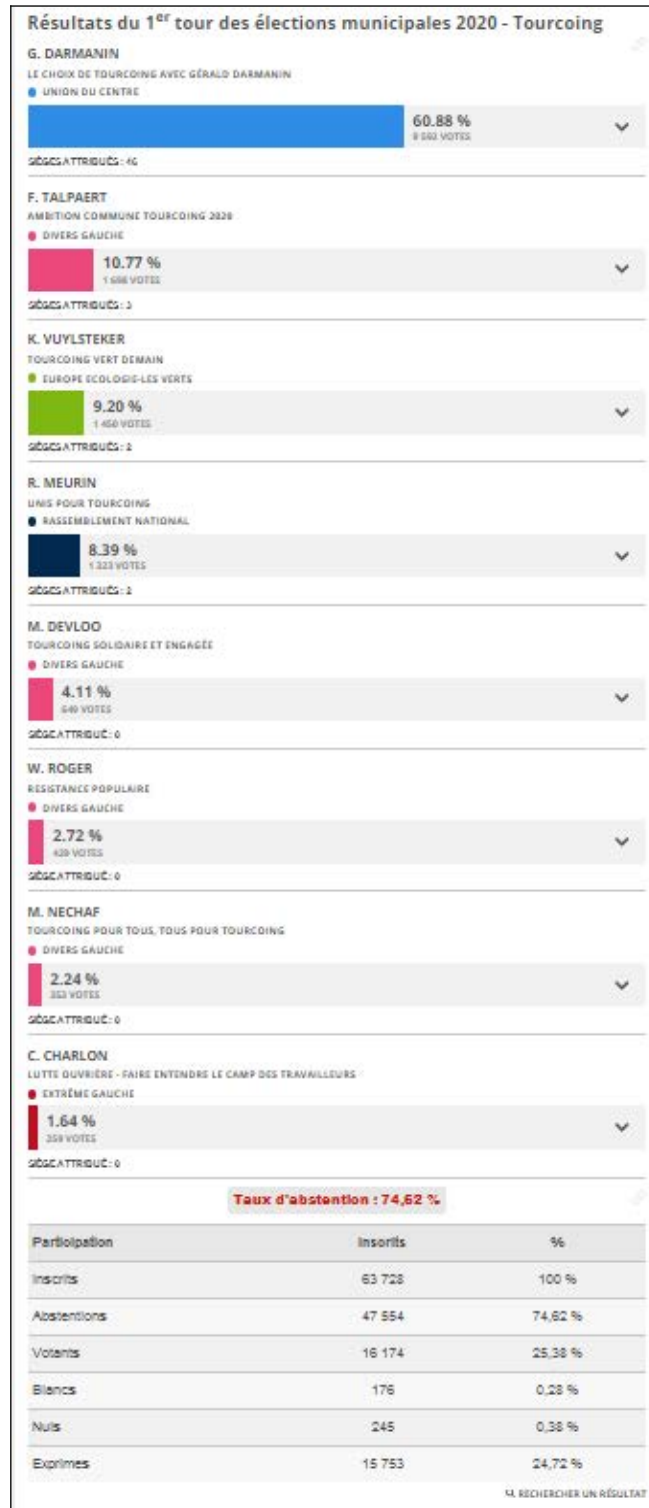 Résultats du 1er tour des élections municipales 2020 - Tourcoing
G. DARMANIN
LE CHOIX DE TOURCOING AVEC GÉRALD DARMANIN
UNION DU CENTRE
60.88 %
VOTES
SIÈGES ATTRIBUÉS : 46
F. TALPAERT
AMBITION COMMUNE TOURCOING 2020
DIVERS GAUCHE
10.77 %
1 696 VOTES
SIÈGES ATTRIBUÉS : 3
K. VUYLSTEKER
TOURCOING VERT DEMAIN
EUROPE ECOLOGIE-LES VERTS
9.20 %
1 450 VOTES
SIÈGES ATTRIBUÉS : 2
R. MEURIN
UNIS POUR TOURCOING
RASSEMBLEMENT NATIONAL
8.39 %
1 323 VOTES
SIÈGES ATTRIBUÉS : 2
M. DEVLOO
TOURCOING SOLIDAIRE ET ENGAGÉE
DIVERS GAUCHE
4.11 %
649 VOTES
SIÈGE ATTRIBUÉ : 0
W. ROGER
RESISTANCE POPULAIRE
DIVERS GAUCHE
2.72 %
429 VOTES
SIÈGE ATTRIBUÉ : 0
M. NECHAF
TOURCOING POUR TOUS, TOUS POUR TOURCOING
DIVERS GAUCHE
2.24 %
353 VOTES
SIÈGE ATTRIBUÉ : 0
C. CHARLON
LUTTE OUVRIÈRE - FAIRE ENTENDRE LE CAMP DES TRAVAILLEURS
EXTRÊME GAUCHE
1.64 %
259 VOTES
SIÈGE ATTRIBUÉ : 0
Taux d'abstention : 74,62 %
Participation Inscrits %
Inscrits 63 728 100 %
Abstentions 47 554 74,62 %
Votants 16 174 25,38 %
Blancs 176 0,28 %
Nuls 245 0,38 %
Exprimes 15 753 24,72 %
RECHERCHER UN RÉSULTAT